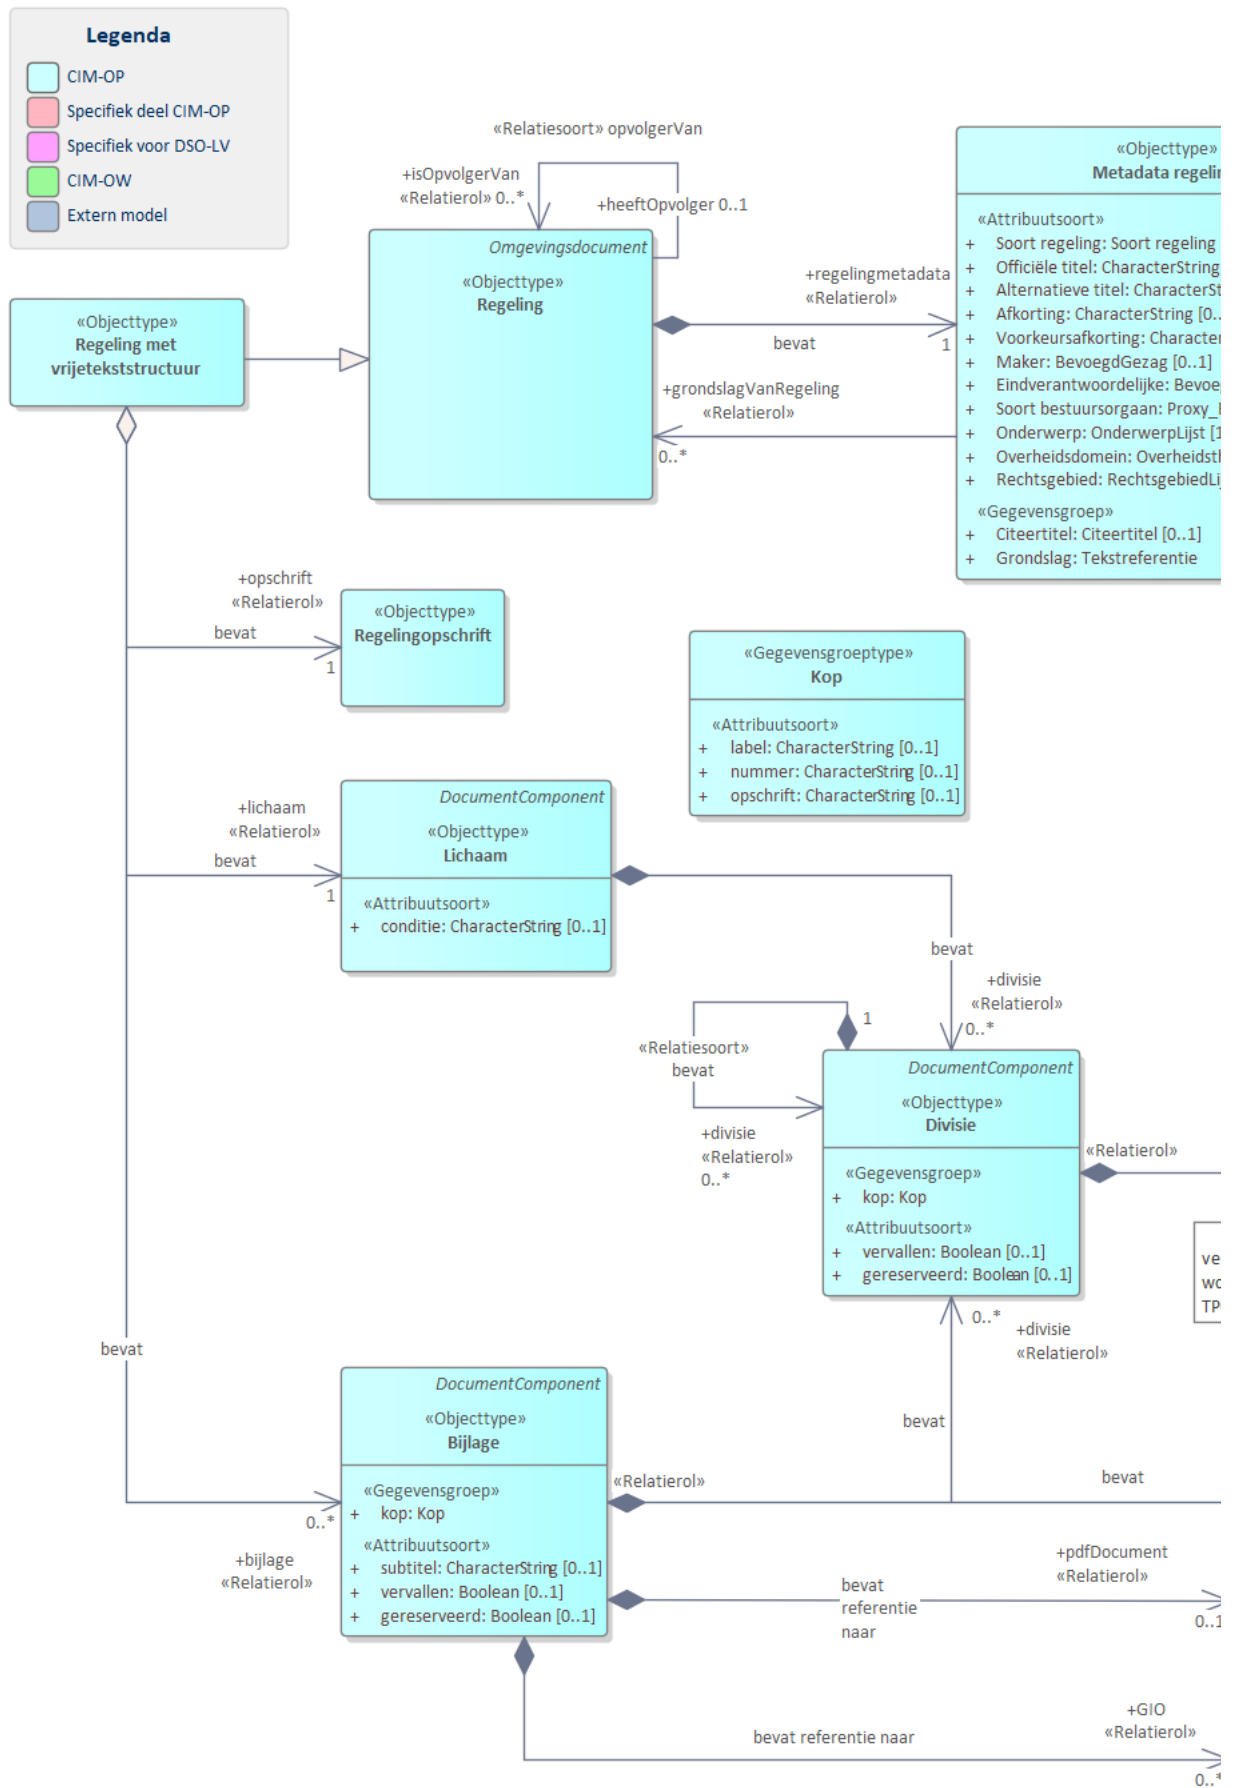 Legenda
CIM-OP
Specifiek deel CIM-OP
Specifiek voor DSO-LV
CIM-OW
Extern model
«Relatiesoort» opvolgerVan
+isOpvolgerVan
«Relatierol» 0..*
+heeftOpvolger 0..1
Omgevingsdocument
«Objecttype»
Regeling
«Objecttype»
Regeling met
vrijetekststructuur
+regelingmetadata
«Relatierol»
bevat
1
+grondslagVanRegeling
«Relatierol»
0..*
«Objecttype»
Metadata regelin
«Attribuutsoort»
+ Soort regeling: Soort regeling
+ Officiële titel: CharacterString
+ Alternatieve titel: CharacterSt
+ Afkorting: CharacterString [0..
+ Voorkeursafkorting: Character
+ Maker: BevoegdGezag [0..1]
+ Eindverantwoordelijke: Bevoe
+ Soort bestuursorgaan: Proxy_
+ Onderwerp: OnderwerpLijst [1
+ Overheidsdomein: Overheidsth
+ Rechtsgebied: RechtsgebiedLij
«Gegevensgroep»
+ Citeertitel: Citeertitel [0..1]
+ Grondslag: Tekstreferentie
+opschrift
«Relatierol»
bevat
1
«Objecttype»
Regelingopschrift
«Gegevensgroeptype»
Kop
«Attribuutsoort»
+ label: CharacterString [0..1]
+ nummer: CharacterString [0..1]
+ opschrift: CharacterString [0..1]
+lichaam
«Relatierol»
bevat
1
DocumentComponent
«Objecttype»
Lichaam
«Attribuutsoort»
+ conditie: CharacterString [0..1]
bevat
+divisie
«Relatierol»
0..*
1
«Relatiesoort»
bevat
+divisie
«Relatierol»
0..*
DocumentComponent
«Objecttype»
Divisie
«Gegevensgroep»
+ kop: Kop
«Attribuutsoort»
+ vervallen: Boolean [0..1]
+ gereserveerd: Boolean [0..1]
«Relatierol»
ve
wo
TP
0..*
+divisie
«Relatierol»
bevat
bevat
0..*
+bijlage
«Relatierol»
DocumentComponent
«Objecttype»
Bijlage
«Gegevensgroep»
+ kop: Kop
«Attribuutsoort»
+ subtitel: CharacterString [0..1]
+ vervallen: Boolean [0..1]
+ gereserveerd: Boolean [0..1]
«Relatierol»
bevat
+pdfDocument
«Relatierol»
bevat
referentie
naar
0..1
+GIO
«Relatierol»
bevat referentie naar
0..*